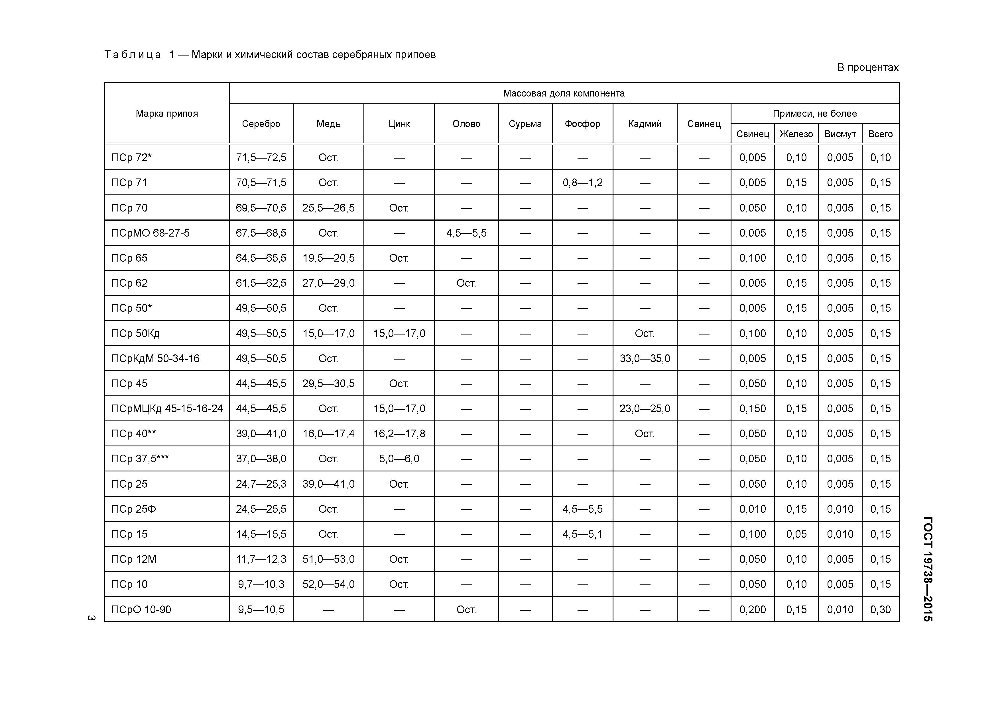 Таблица 1 — Марки и химический состав серебряных припоев
В процентах
Марка припоя
Массовая доля компонента
Серебро Медь Цинк Олово Сурьма Фосфор Кадмий Свинец
Примеси, не более
Свинец Железо Висмут Всего
ПСр 72* 71,5—72,5 Ост. — — — — — — 0,005 0,10 0,005 0,10
ПСр 71 70,5—71,5 Ост. — — — 0,8—1,2 — — 0,005 0,15 0,005 0,15
ПСр 70 69,5—70,5 25,5—26,5 Ост. — — — — — 0,050 0,10 0,005 0,15
ПСрМО 68-27-5 67,5—68,5 Ост. — 4,5—5,5 — — — — 0,005 0,15 0,005 0,15
ПСр 65 64,5—65,5 19,5—20,5 Ост. — — — — — 0,100 0,10 0,005 0,15
ПСр 62 61,5—62,5 27,0—29,0 — Ост. — — — — 0,005 0,15 0,005 0,15
ПСр 50* 49,5—50,5 Ост. — — — — — — 0,005 0,15 0,005 0,15
ПСр 50Кд 49,5—50,5 15,0—17,0 15,0—17,0 — — — Ост. — 0,100 0,10 0,005 0,15
ПСрКдМ 50-34-16 49,5—50,5 Ост. — — — — 33,0—35,0 — 0,005 0,15 0,005 0,15
ПСр 45 44,5—45,5 29,5—30,5 Ост. — — — — — 0,050 0,10 0,005 0,15
ПСрМЦКд 45-15-16-24 44,5—45,5 Ост. 15,0—17,0 — — — 23,0—25,0 — 0,150 0,15 0,005 0,15
ПСр 40** 39,0—41,0 16,0—17,4 16,2—17,8 — — — Ост. — 0,050 0,10 0,005 0,15
ПСр 37,5*** 37,0—38,0 Ост. 5,0—6,0 — — — — — 0,050 0,10 0,005 0,15
ПСр 25 24,7—25,3 39,0—41,0 Ост. — — — — — 0,050 0,10 0,005 0,15
ПСр 25Ф 24,5—25,5 Ост. — — — 4,5—5,5 — — 0,010 0,15 0,010 0,15
ПСр 15 14,5—15,5 Ост. — — — 4,5—5,1 — — 0,100 0,05 0,010 0,15
ПСр 12М 11,7—12,3 51,0—53,0 Ост. — — — — — 0,050 0,10 0,005 0,15
ПСр 10 9,7—10,3 52,0—54,0 Ост. — — — — — 0,050 0,10 0,005 0,15
ПСрО 10-90 9,5—10,5 — — Ост. — — — — 0,200 0,15 0,010 0,30
ГОСТ 19738—2015
3